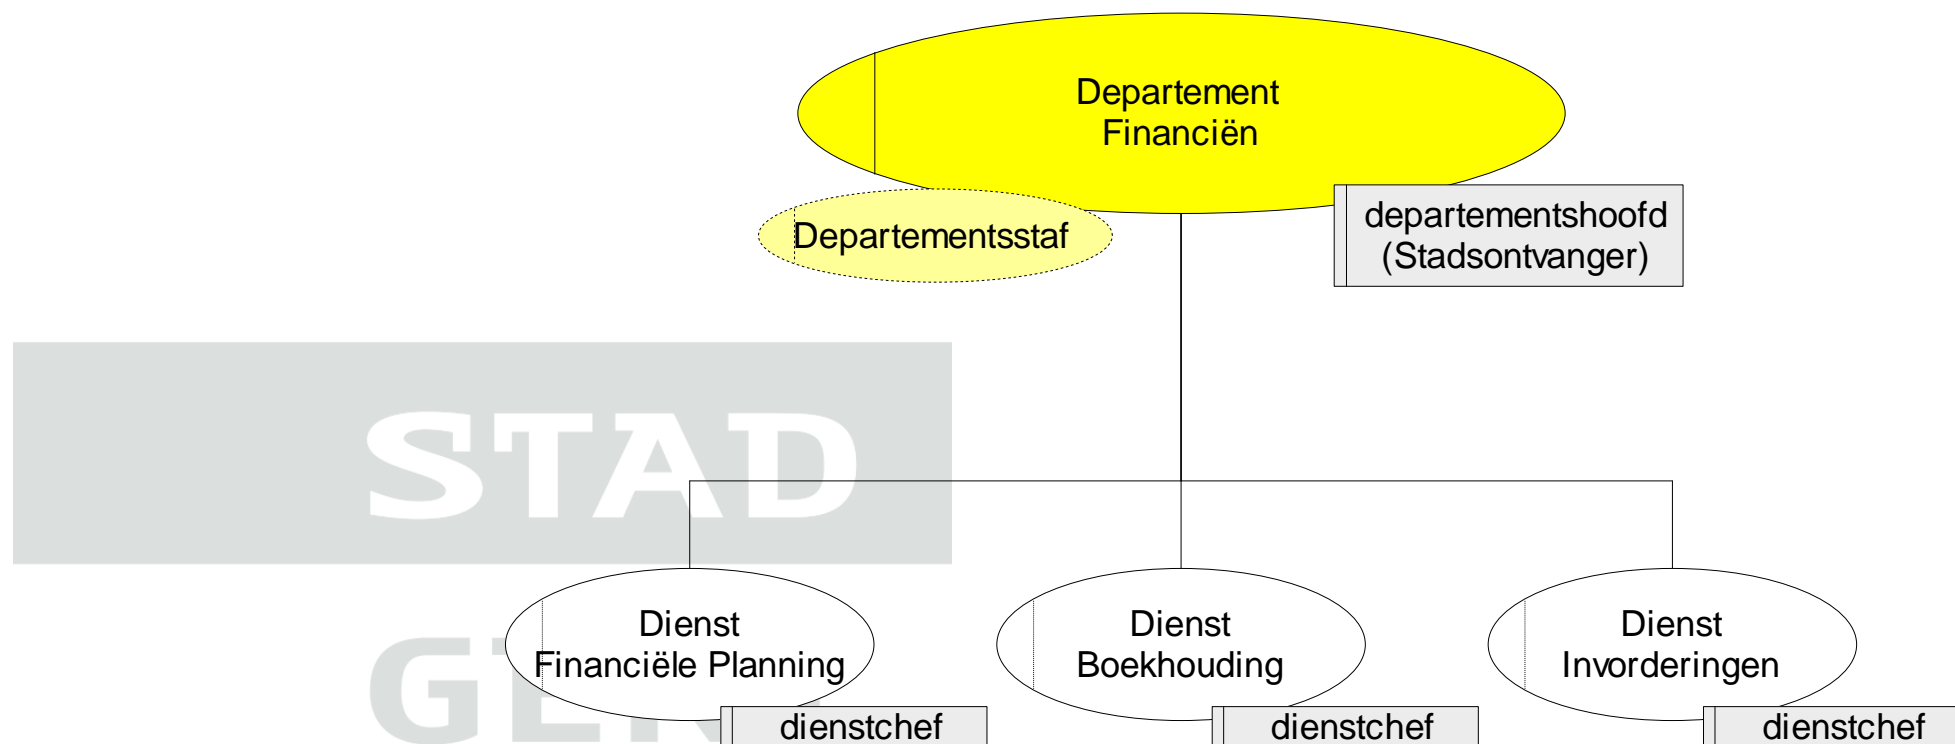 Departement
Financiën
Departementsstaf
departementshoofd
(Stadsontvanger)
STAD
Dienst
Financiële Planning
Dienst
Boekhouding
Dienst
Invorderingen
dienstchef
dienstchef
dienstchef